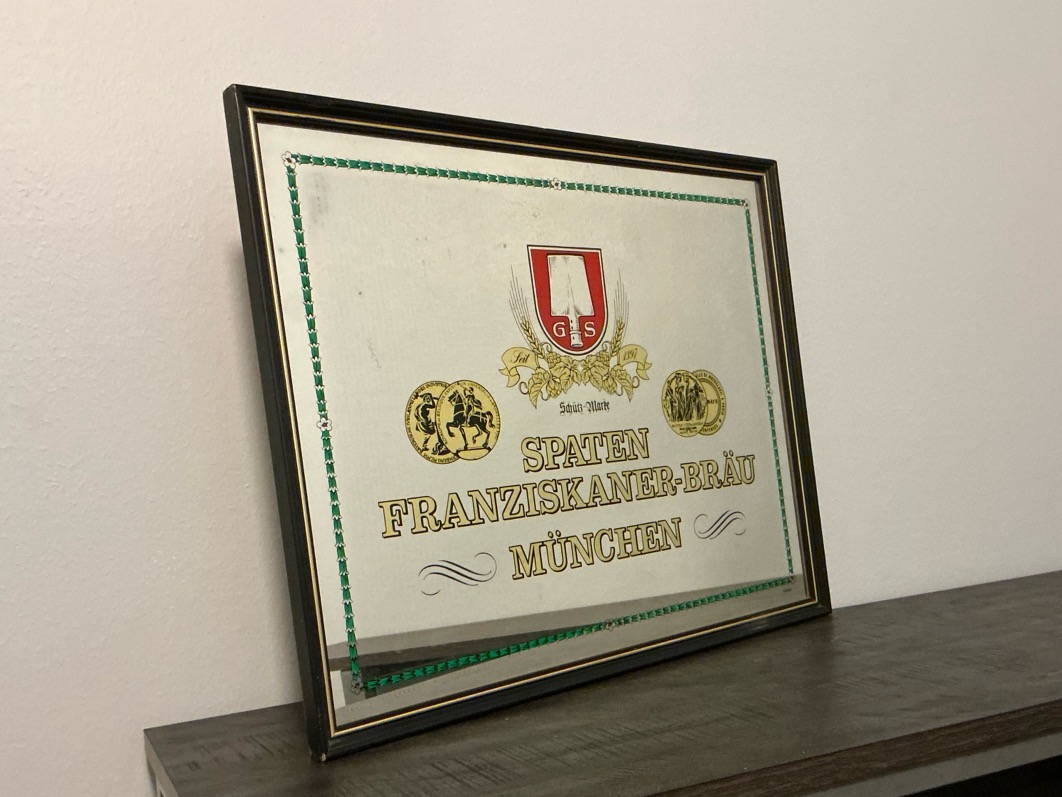 G S
Seit 1397
Schutz-Marke
SPATEN
FRANZISKANER-BRÄU
MÜNCHEN